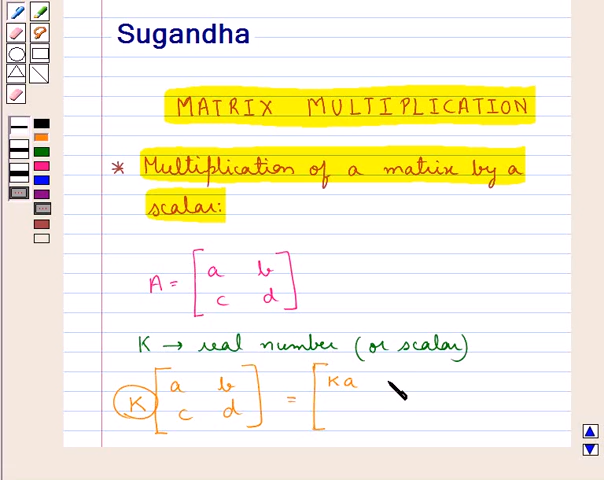 Sugandha
MATRIX MULTIPLICATION
* Multiplication of a matrix by a
scalar:
A = [a b
c d]
K → real number (or scalar)
K [a b
c d] = [Ka